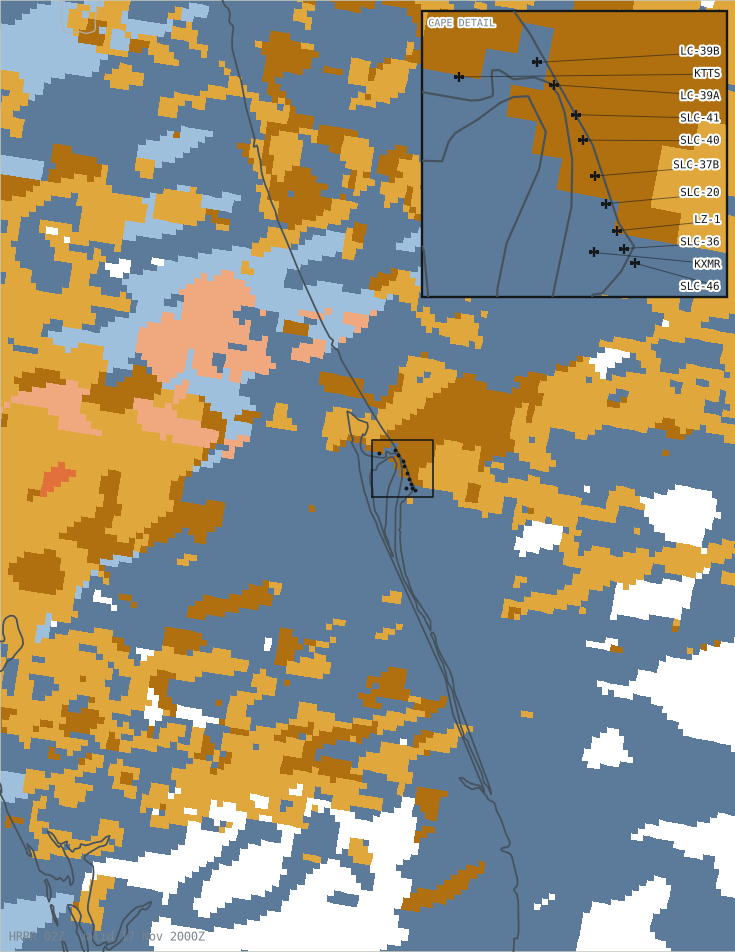 CAPE DETAIL
LC-39B
KTTS
LC-39A
SLC-41
SLC-40
SLC-37B
SLC-20
LZ-1
SLC-36
KXMR
SLC-46
HRRR 02Z Nov 2000Z